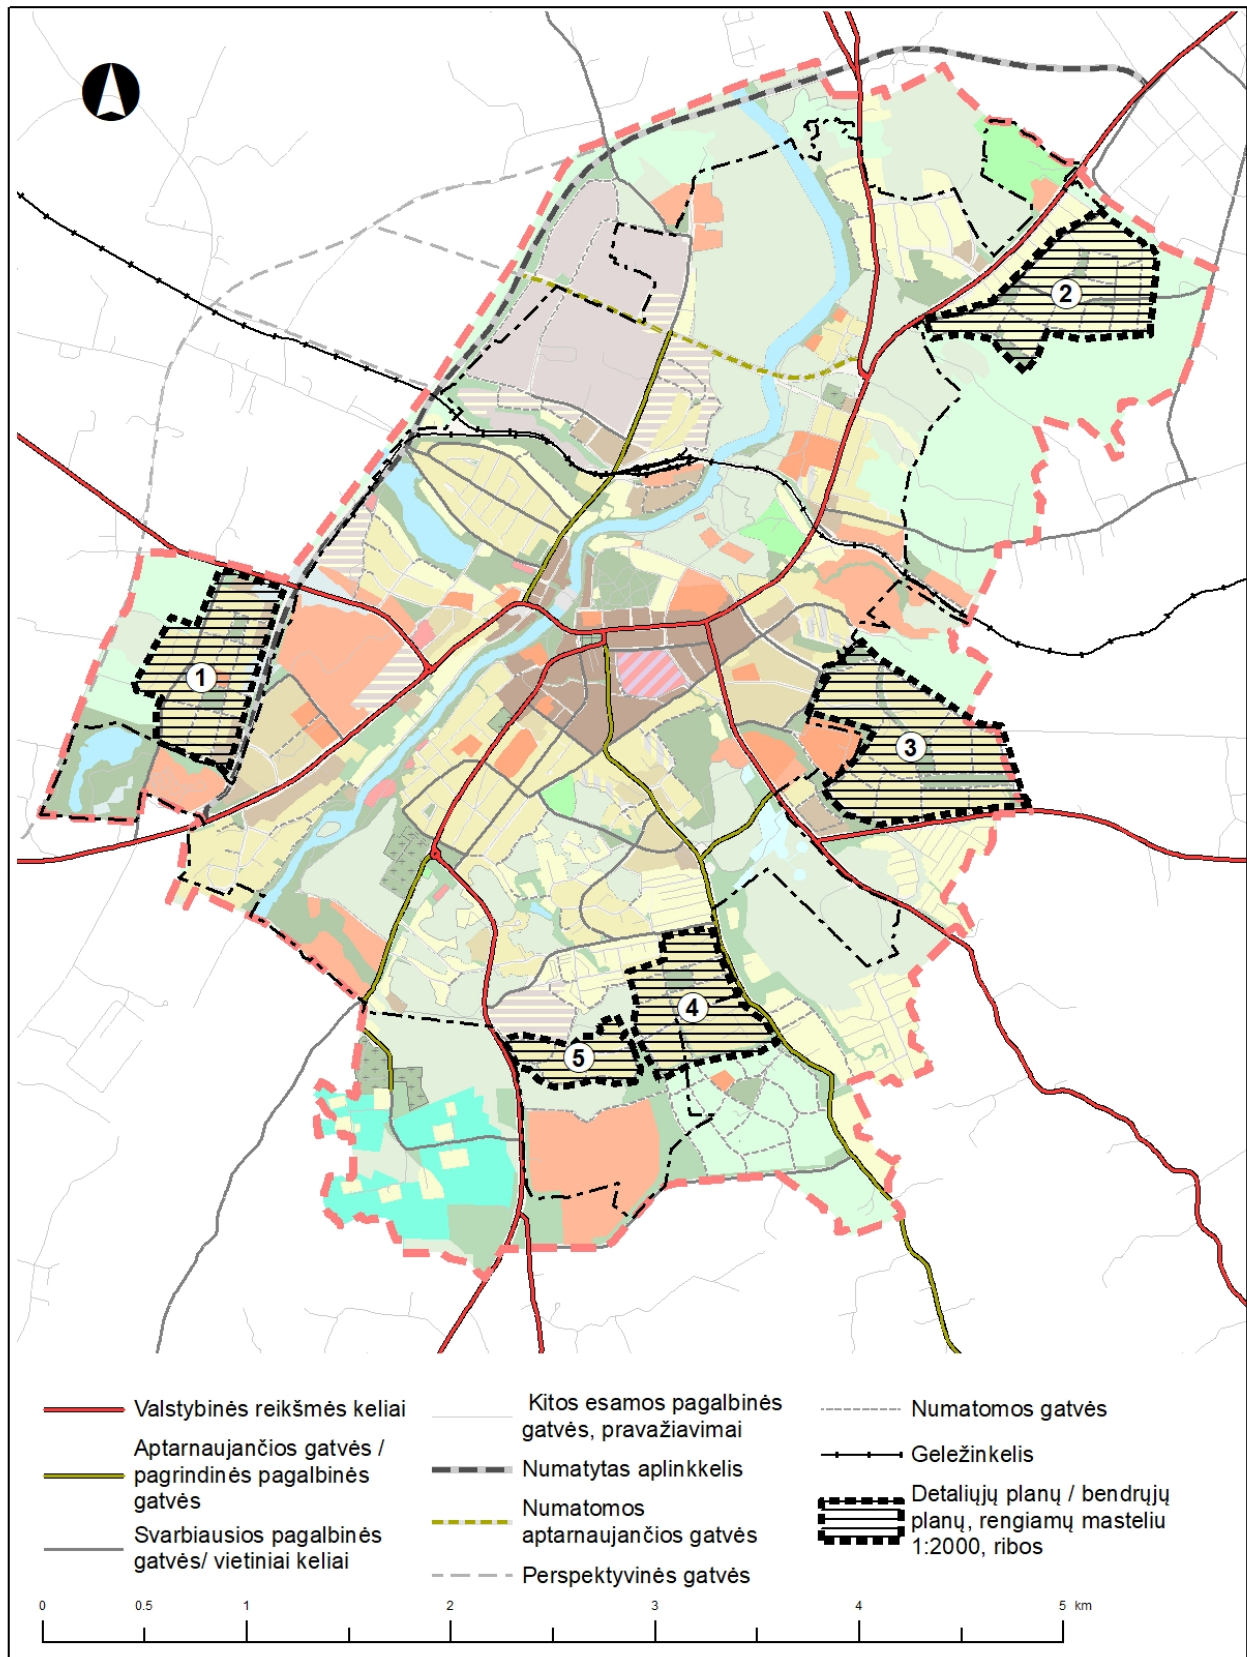 2
1
3
4
5
Valstybinės reikšmės keliai
Aptarnaujančios gatvės /
pagrindinės pagalbinės
gatvės
Svarbiausios pagalbinės
gatvės/ vietiniai keliai
Kitos esamos pagalbinės
gatvės, pravažiavimai
Numatytas aplinkkelis
Numatomos
aptarnaujančios gatvės
Perspektyvinės gatvės
Numatomos gatvės
Geležinkelis
Detaliųjų planų / bendrųjų
planų, rengiamų masteliu
1:2000, ribos
0 0.5 1 2 3 4 5 km